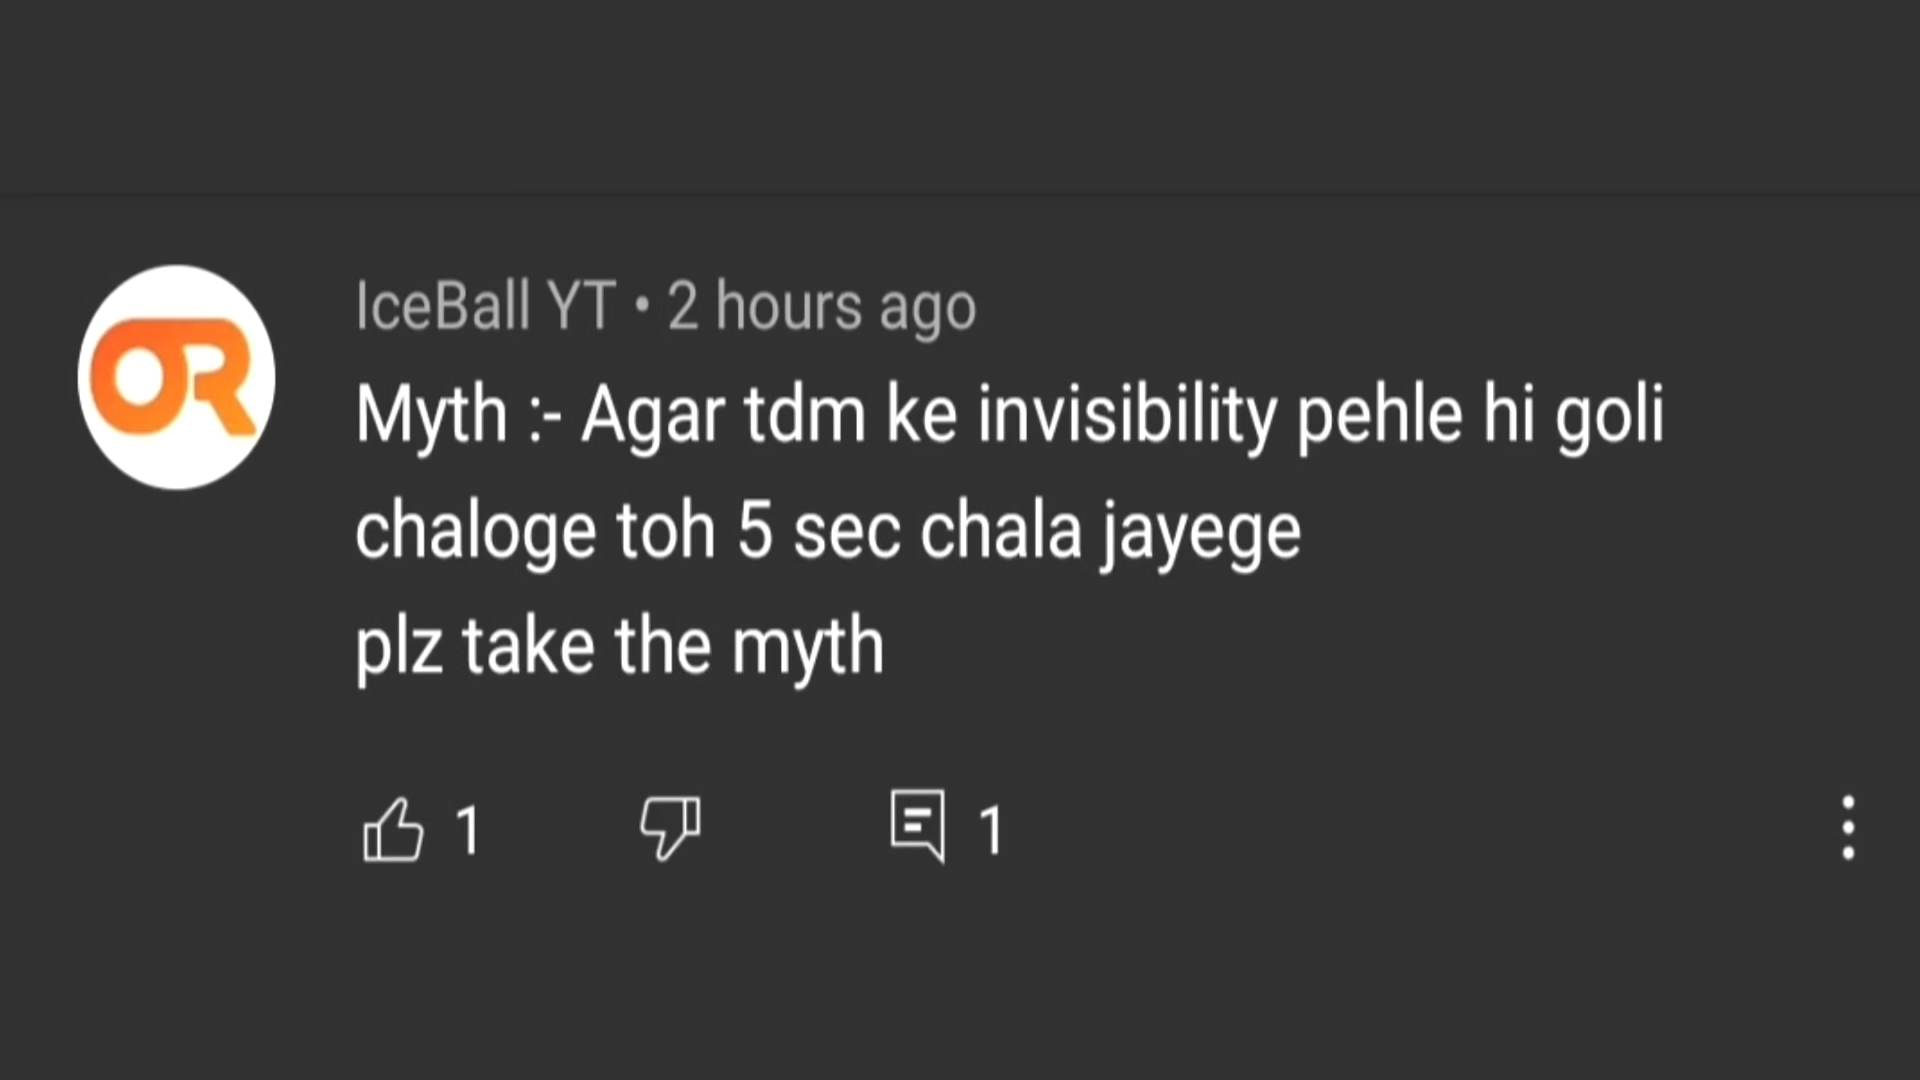 OR
IceBall YT • 2 hours ago
Myth :- Agar tdm ke invisibility pehle hi goli
chaloge toh 5 sec chala jayege
plz take the myth
1 1